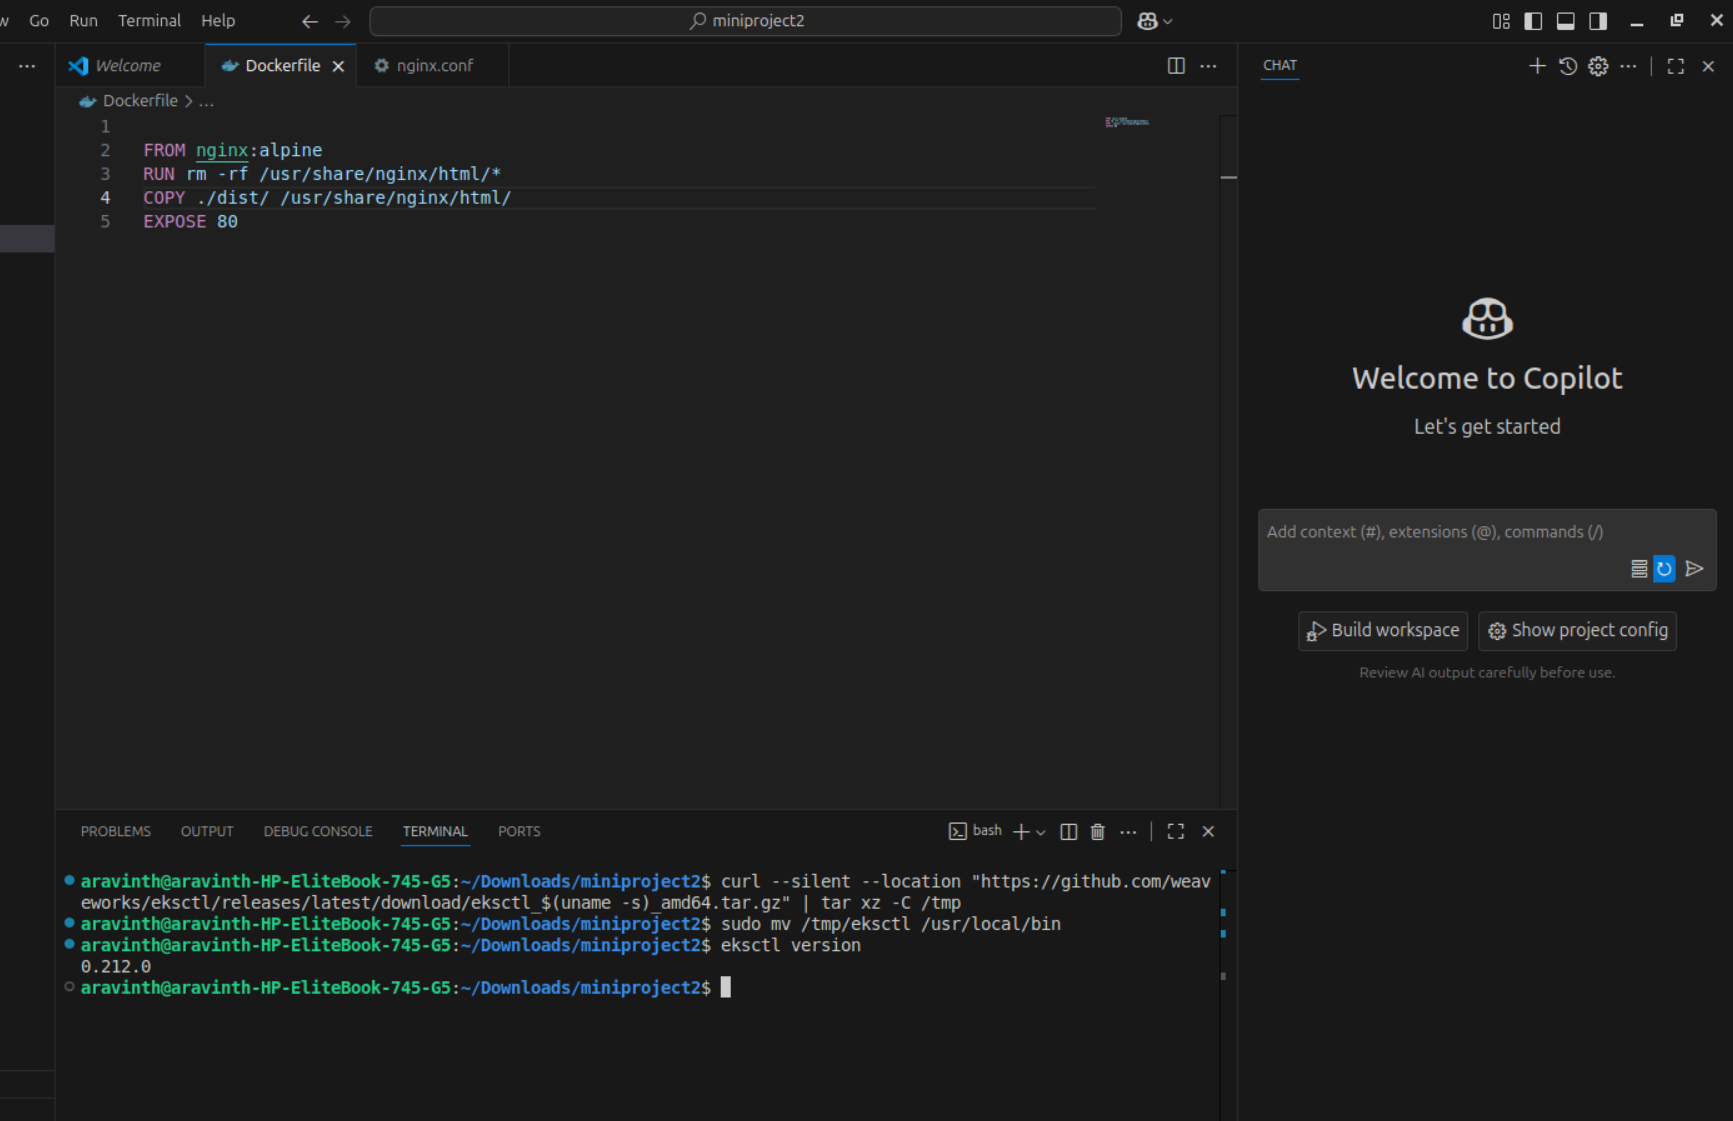 Go Run Terminal Help miniproject2
Welcome Dockerfile nginx.conf CHAT
Dockerfile > ...
1
2 FROM nginx:alpine
3 RUN rm -rf /usr/share/nginx/html/*
4 COPY ./dist/ /usr/share/nginx/html/
5 EXPOSE 80
Welcome to Copilot
Let's get started
Add context (#), extensions (@), commands (/)
Build workspace Show project config
Review AI output carefully before use.
PROBLEMS OUTPUT DEBUG CONSOLE TERMINAL PORTS bash
aravinth@aravinth-HP-EliteBook-745-G5:~/Downloads/miniproject2$ curl --silent --location "https://github.com/weav
eworks/eksctl/releases/latest/download/eksctl_$(uname -s)_amd64.tar.gz" | tar xz -C /tmp
aravinth@aravinth-HP-EliteBook-745-G5:~/Downloads/miniproject2$ sudo mv /tmp/eksctl /usr/local/bin
aravinth@aravinth-HP-EliteBook-745-G5:~/Downloads/miniproject2$ eksctl version
0.212.0
aravinth@aravinth-HP-EliteBook-745-G5:~/Downloads/miniproject2$